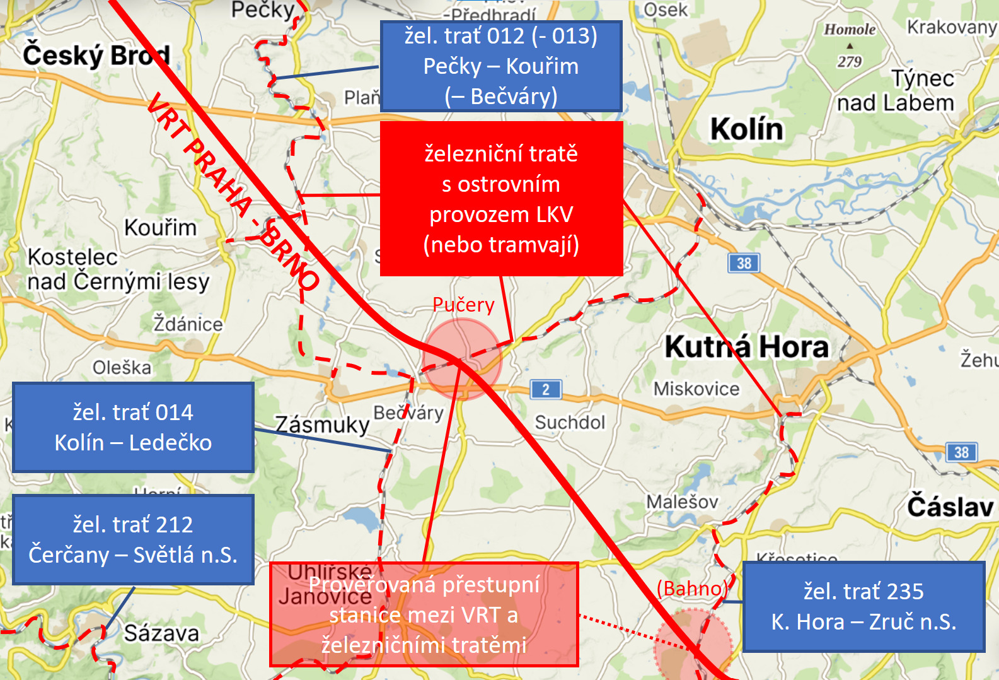 Pečky
-Předhradí
Osek
Homole
279
Krakovany
Český Brod
žel. trať 012 (- 013)
Pečky – Kouřim
(– Bečváry)
Týnec
nad Labem
Kolín
VRT PRAHA - BRNO
železniční tratě
s ostrovním
provozem LKV
(nebo tramvají)
Kouřim
Kostelec
nad Černými lesy
38
Pučery
Ždánice
Kutná Hora
Oleška
2
Miskovice
žel. trať 014
Kolín – Ledečko
Zásmuky
Bečváry
Suchdol
38
Malešov
Čáslav
Horní
žel. trať 212
Čerčany – Světlá n.S.
Křesetice
Uhlířské
Janovice
Prověřovaná přestupní
stanice mezi VRT a
železničními tratěmi
(Bahno)
žel. trať 235
K. Hora – Zruč n.S.
Sázava